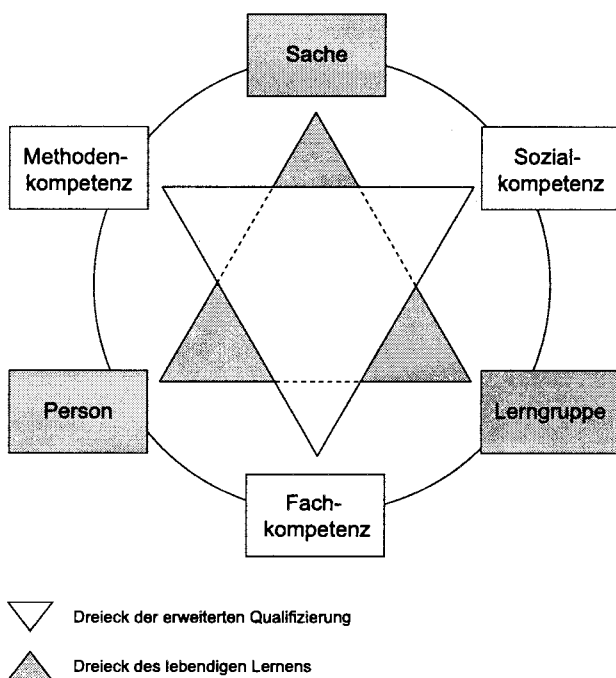 Sache
Methoden-
kompetenz
Sozial-
kompetenz
Person
Lerngruppe
Fach-
kompetenz
Dreieck der erweiterten Qualifizierung
Dreieck des lebendigen Lernens